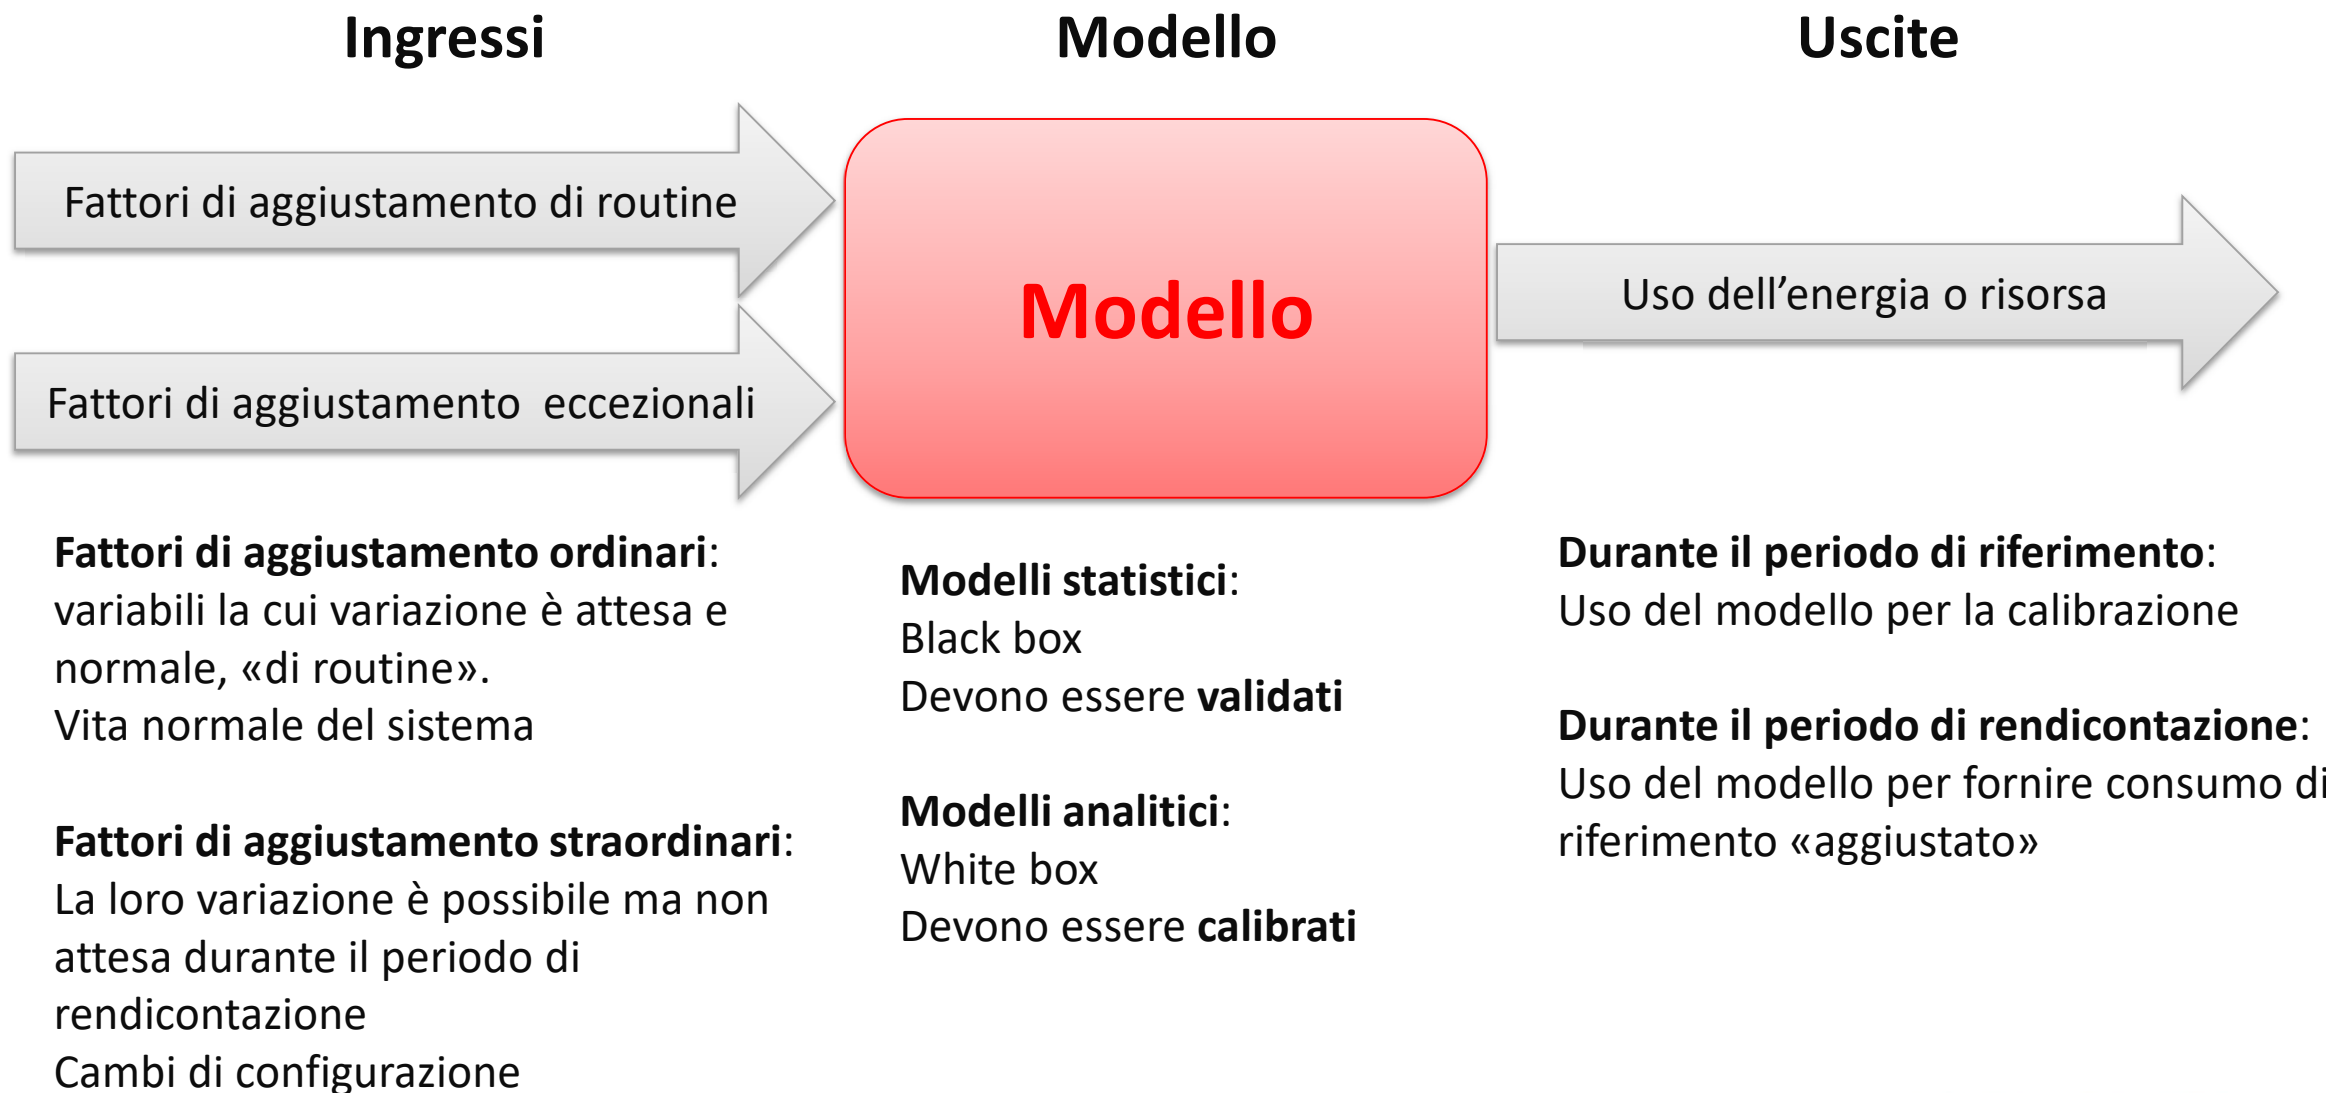 Ingressi
Modello
Uscite
Fattori di aggiustamento di routine
Fattori di aggiustamento  eccezionali
Modello
Uso dell’energia o risorsa
Fattori di aggiustamento ordinari:
variabili la cui variazione è attesa e
normale, «di routine».
Vita normale del sistema
Fattori di aggiustamento straordinari:
La loro variazione è possibile ma non
attesa durante il periodo di
rendicontazione
Cambi di configurazione
Modelli statistici:
Black box
Devono essere validati
Modelli analitici:
White box
Devono essere calibrati
Durante il periodo di riferimento:
Uso del modello per la calibrazione
Durante il periodo di rendicontazione:
Uso del modello per fornire consumo di
riferimento «aggiustato»